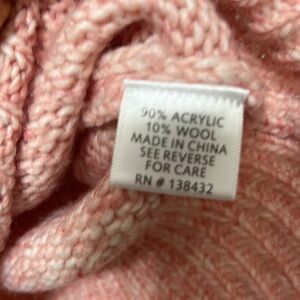 90% ACRYLIC
10% WOOL
MADE IN CHINA
SEE REVERSE
FOR CARE
RN # 138432